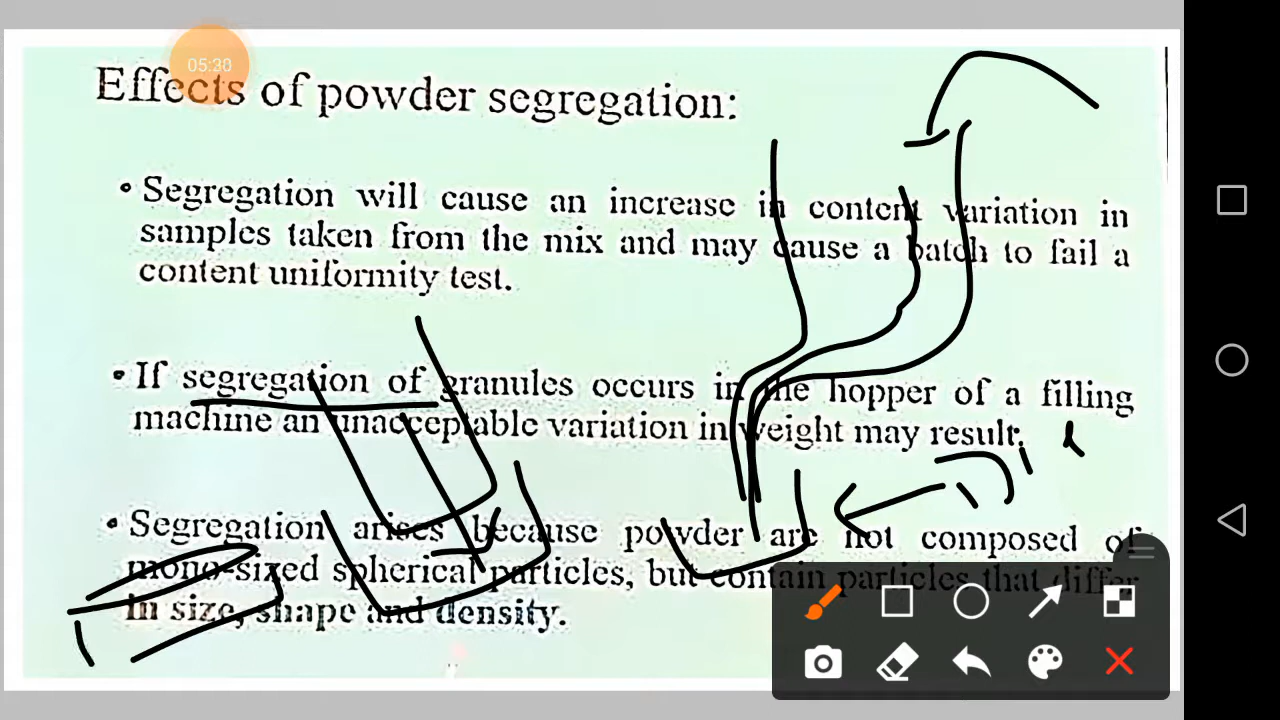 05:30
Effects of powder segregation:
• Segregation will cause an increase in content variation in
samples taken from the mix and may cause a batch to fail a
content uniformity test.
• If segregation of granules occurs in the hopper of a filling
machine an unacceptable variation in weight may result.
• Segregation arises because powder are not composed of
mono-sized spherical particles, but contain particles that differ
in size, shape and density.